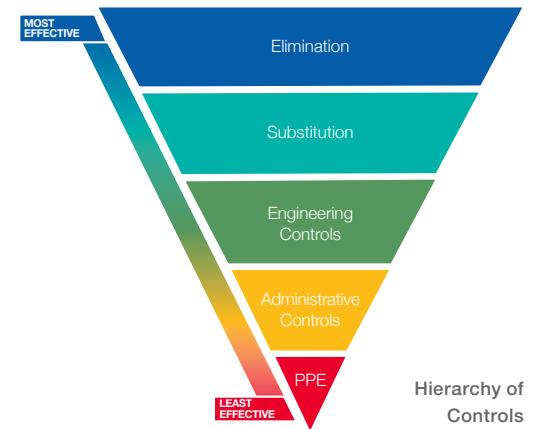 MOST
EFFECTIVE
Elimination
Substitution
Engineering
Controls
Administrative
Controls
PPE
LEAST
EFFECTIVE
Hierarchy of
Controls